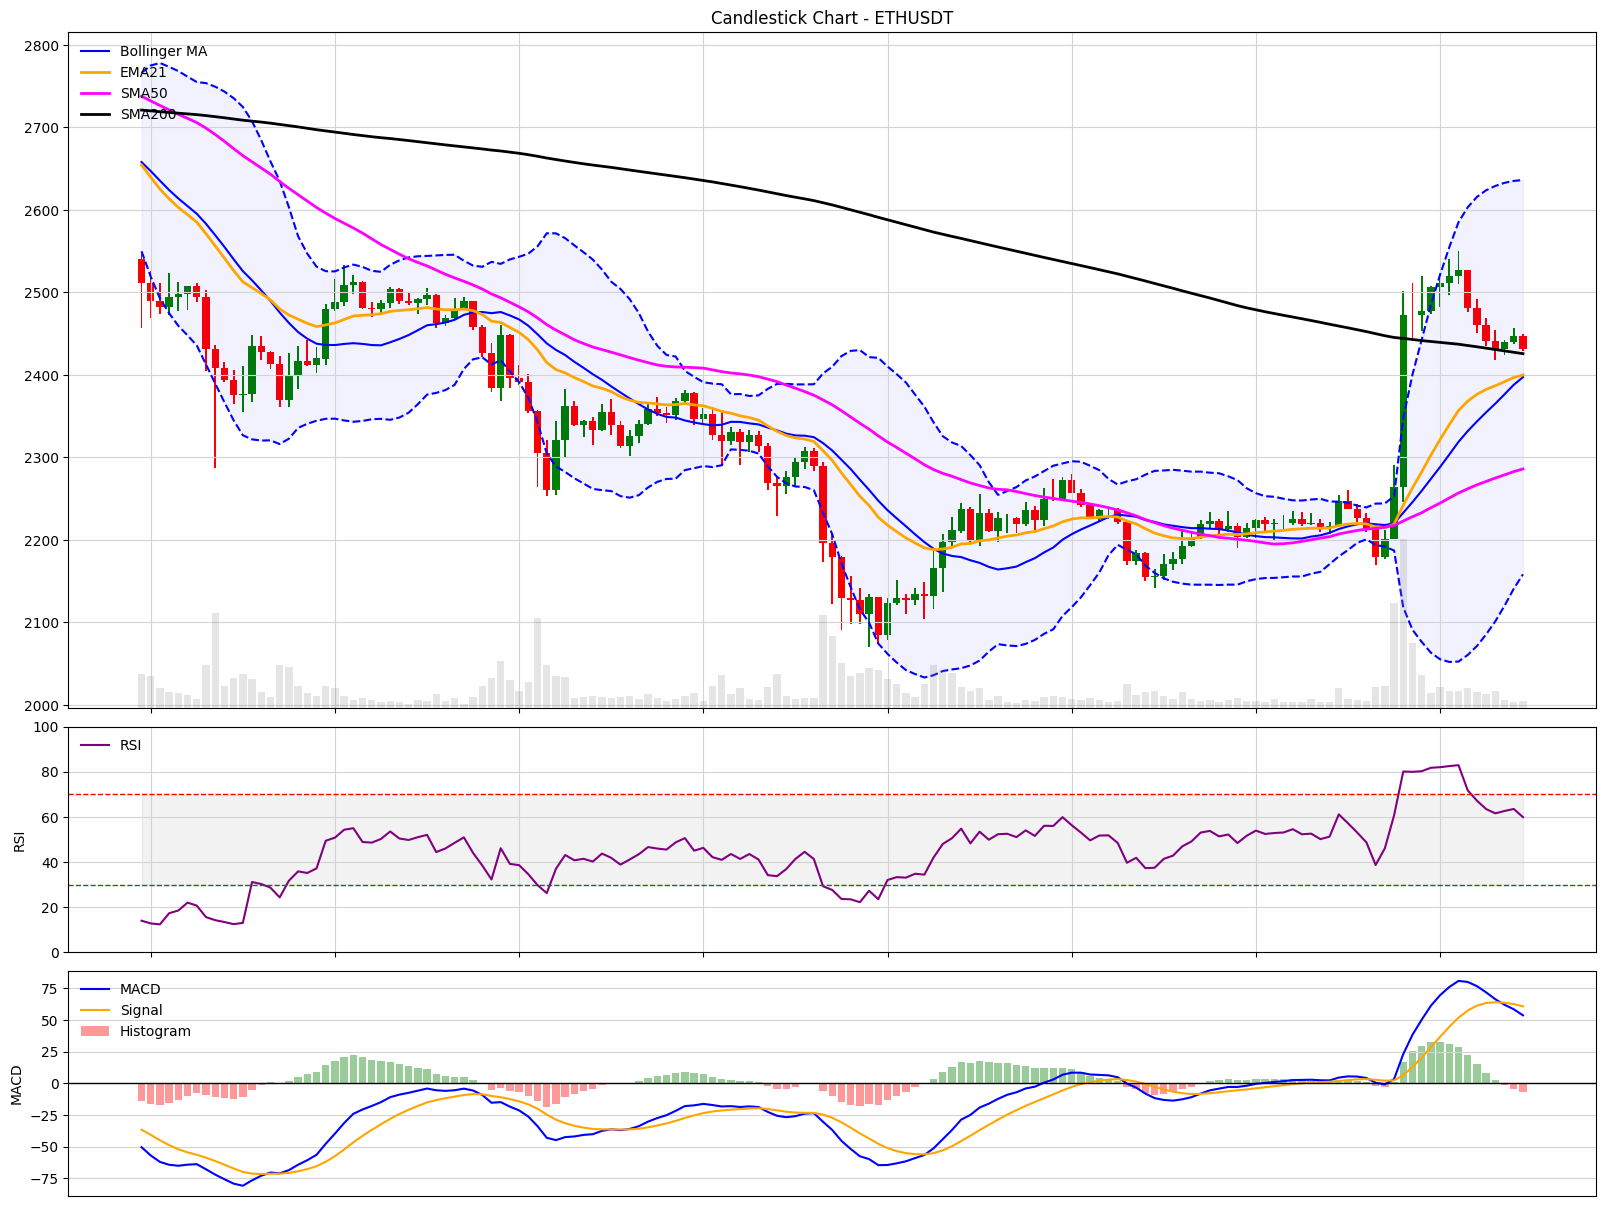 Candlestick Chart - ETHUSDT
2800
2700
2600
2500
2400
2300
2200
2100
2000
Bollinger MA
EMA21
SMA50
SMA200
100
80
60
40
20
0
RSI
RSI
75
50
25
0
−25
−50
−75
MACD
MACD
Signal
Histogram